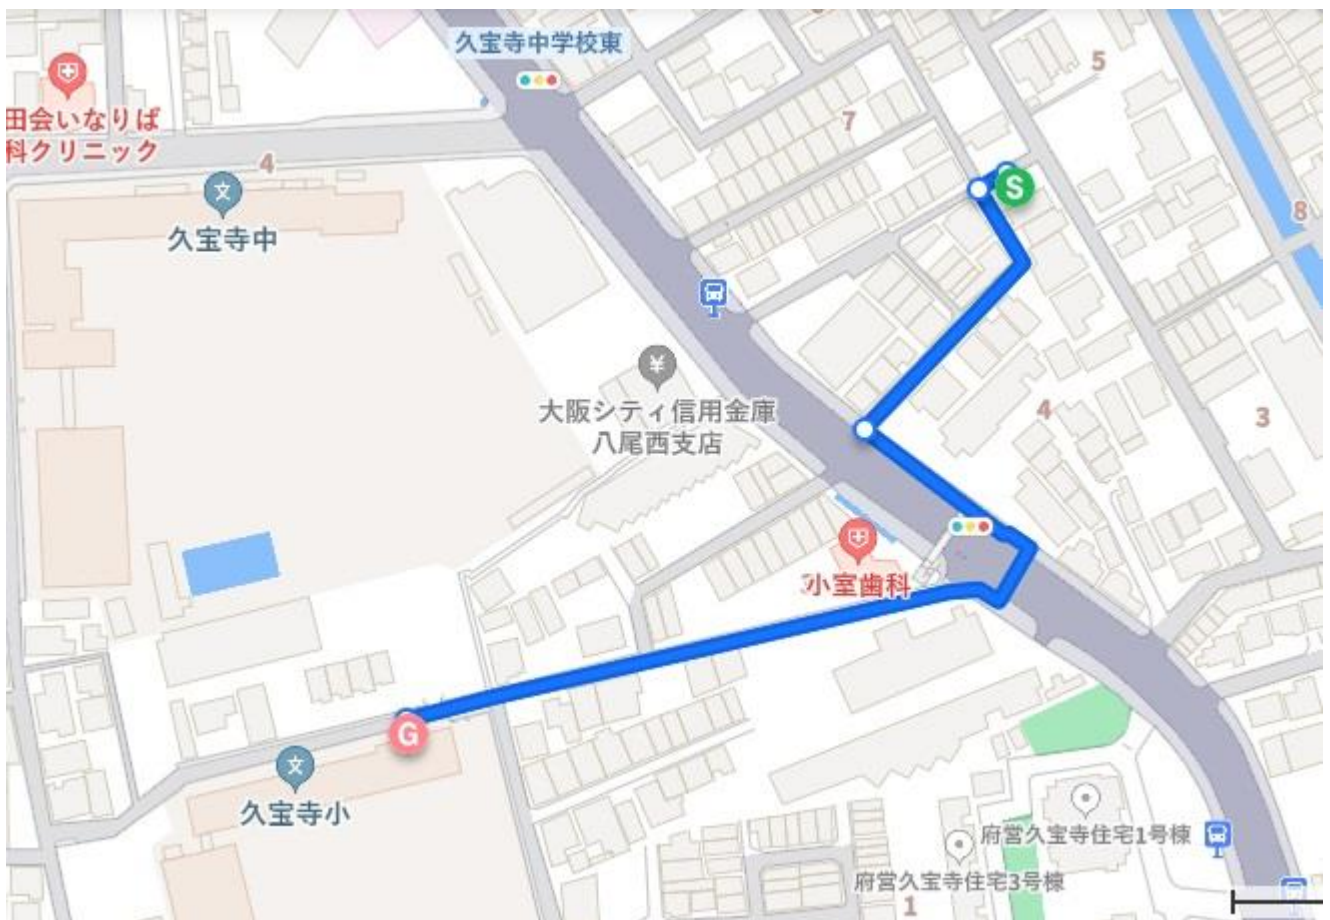 久宝寺中学校東
5
田会いなりば
科クリニック
7
4
文
久宝寺中
S
8
¥
大阪シティ信用金庫
八尾西支店
4
3
小室歯科
G
文
久宝寺小
府営久宝寺住宅1号棟
府営久宝寺住宅3号棟
1